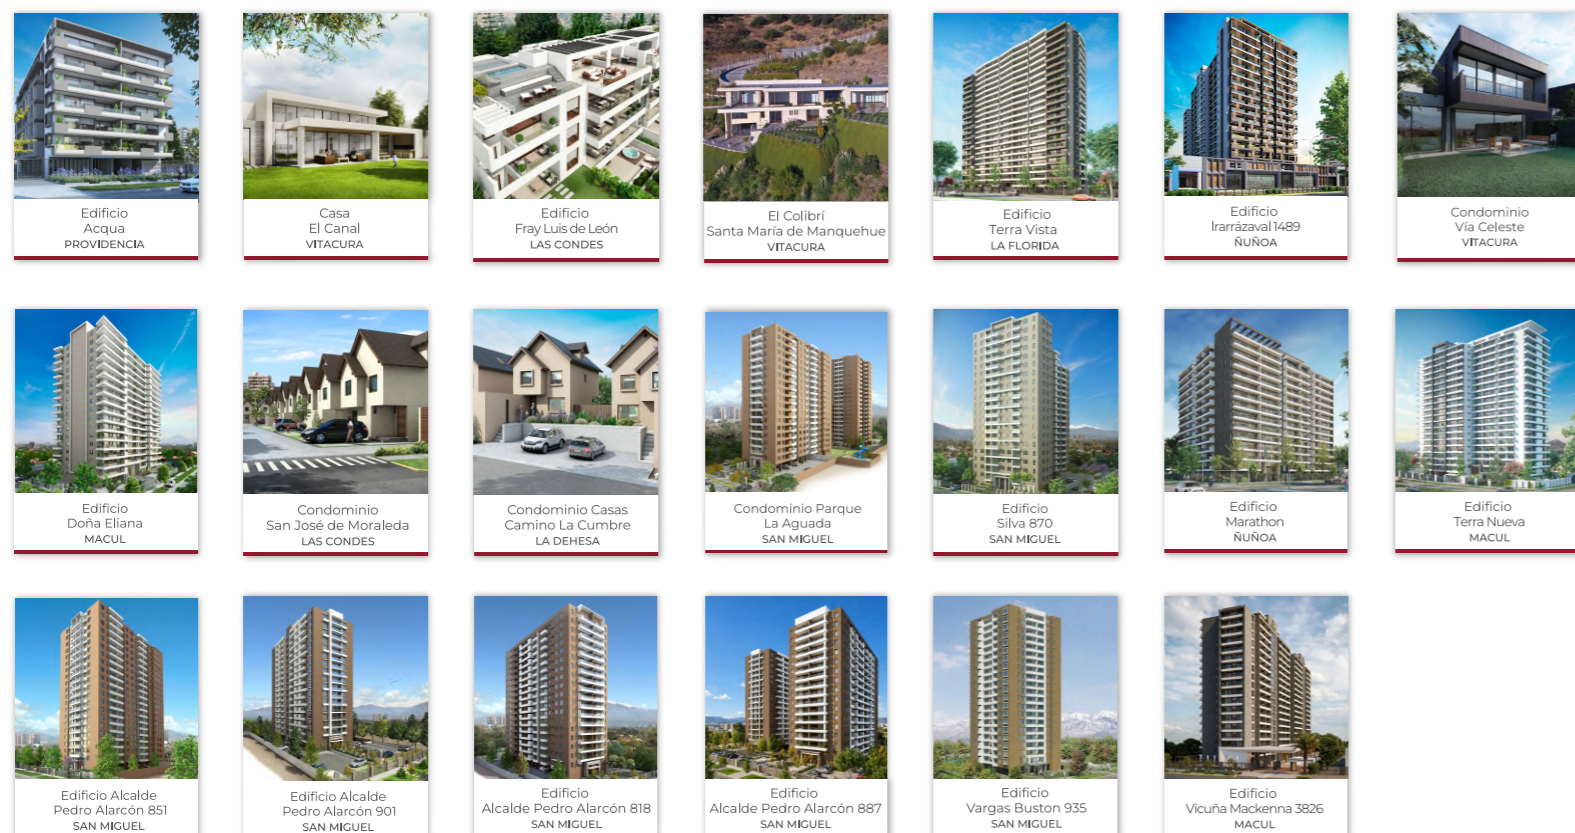 Edificio
Acqua
PROVIDENCIA
Casa
El Canal
VITACURA
Edificio
Fray Luis de León
LAS CONDES
El Colibrí
Santa María de Manquehue
VITACURA
Edificio
Terra Vista
LA FLORIDA
Edificio
Irarrázaval 1489
ÑUÑOA
Condominio
Vía Celeste
VITACURA
Edificio
Doña Eliana
MACUL
Condominio
San José de Moraleda
LAS CONDES
Condominio Casas
Camino La Cumbre
LA DEHESA
Condominio Parque
La Aguada
SAN MIGUEL
Edificio
Silva 870
SAN MIGUEL
Edificio
Marathon
ÑUÑOA
Edificio
Terra Nueva
MACUL
Edificio Alcalde
Pedro Alarcón 851
SAN MIGUEL
Edificio Alcalde
Pedro Alarcón 901
SAN MIGUEL
Edificio
Alcalde Pedro Alarcón 818
SAN MIGUEL
Edificio
Alcalde Pedro Alarcón 887
SAN MIGUEL
Edificio
Vargas Buston 935
SAN MIGUEL
Edificio
Vicuña Mackenna 3826
MACUL